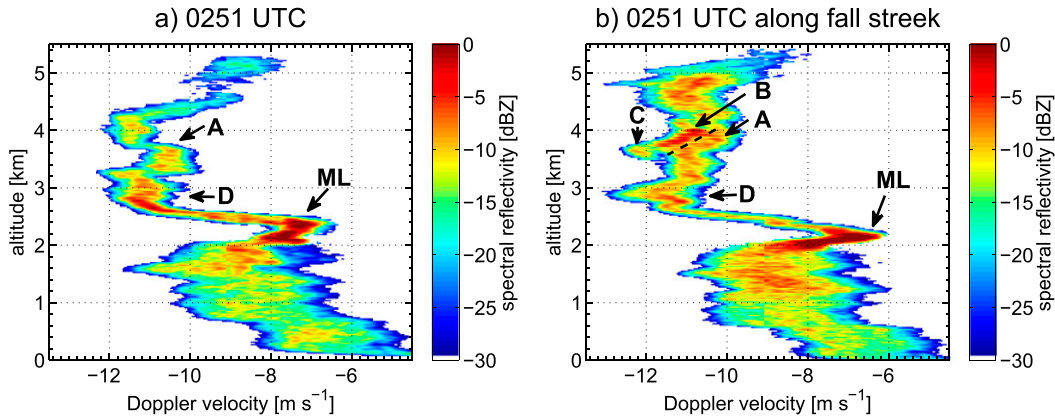 a) 0251 UTC
b) 0251 UTC along fall streek
altitude [km]
5
4
3
2
1
0
−12
−10
−8
−6
Doppler velocity [m s−1]
A
D
ML
0
−5
−10
−15
−20
−25
−30
spectral reflectivity [dBZ]
altitude [km]
5
4
3
2
1
0
−12
−10
−8
−6
Doppler velocity [m s−1]
B
C
A
D
ML
0
−5
−10
−15
−20
−25
−30
spectral reflectivity [dBZ]